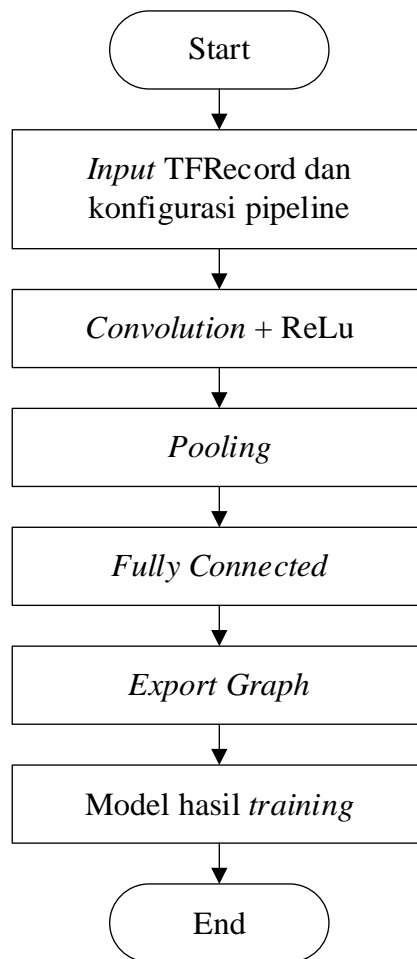 Start
Input TFRecord dan
konfigurasi pipeline
Convolution + ReLu
Pooling
Fully Connected
Export Graph
Model hasil training
End